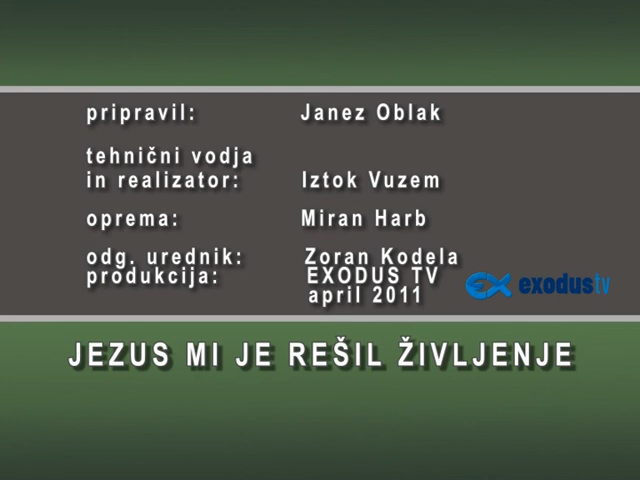 pripravil: Janez Oblak
tehnični vodja
in realizator: Iztok Vuzem
oprema: Miran Harb
odg. urednik: Zoran Kodela
produkcija: EXODUS TV
april 2011
exodustv
JEZUS MI JE REŠIL ŽIVLJENJE